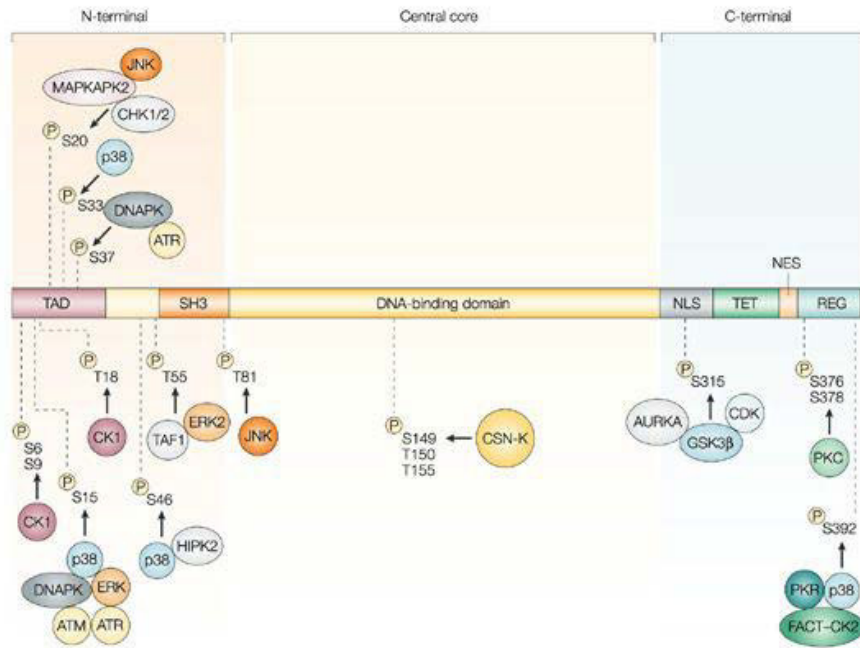 N-terminal
Central core
C-terminal
JNK
MAPKAPK2
CHK1/2
P
S20
p38
P
S33
DNAPK
ATR
P
S37
NES
TAD
SH3
DNA-binding domain
NLS
TET
REG
P
T18
CK1
P
T55
ERK2
TAF1
P
T81
JNK
P
S149
T150
T155
CSN-K
P
S315
AURKA
CDK
GSK3β
P
S376
S378
PKC
P
S6
S9
CK1
P
S15
p38
DNAPK
ERK
ATM
ATR
P
S46
HIPK2
p38
P
S392
PKR
p38
FACT–CK2